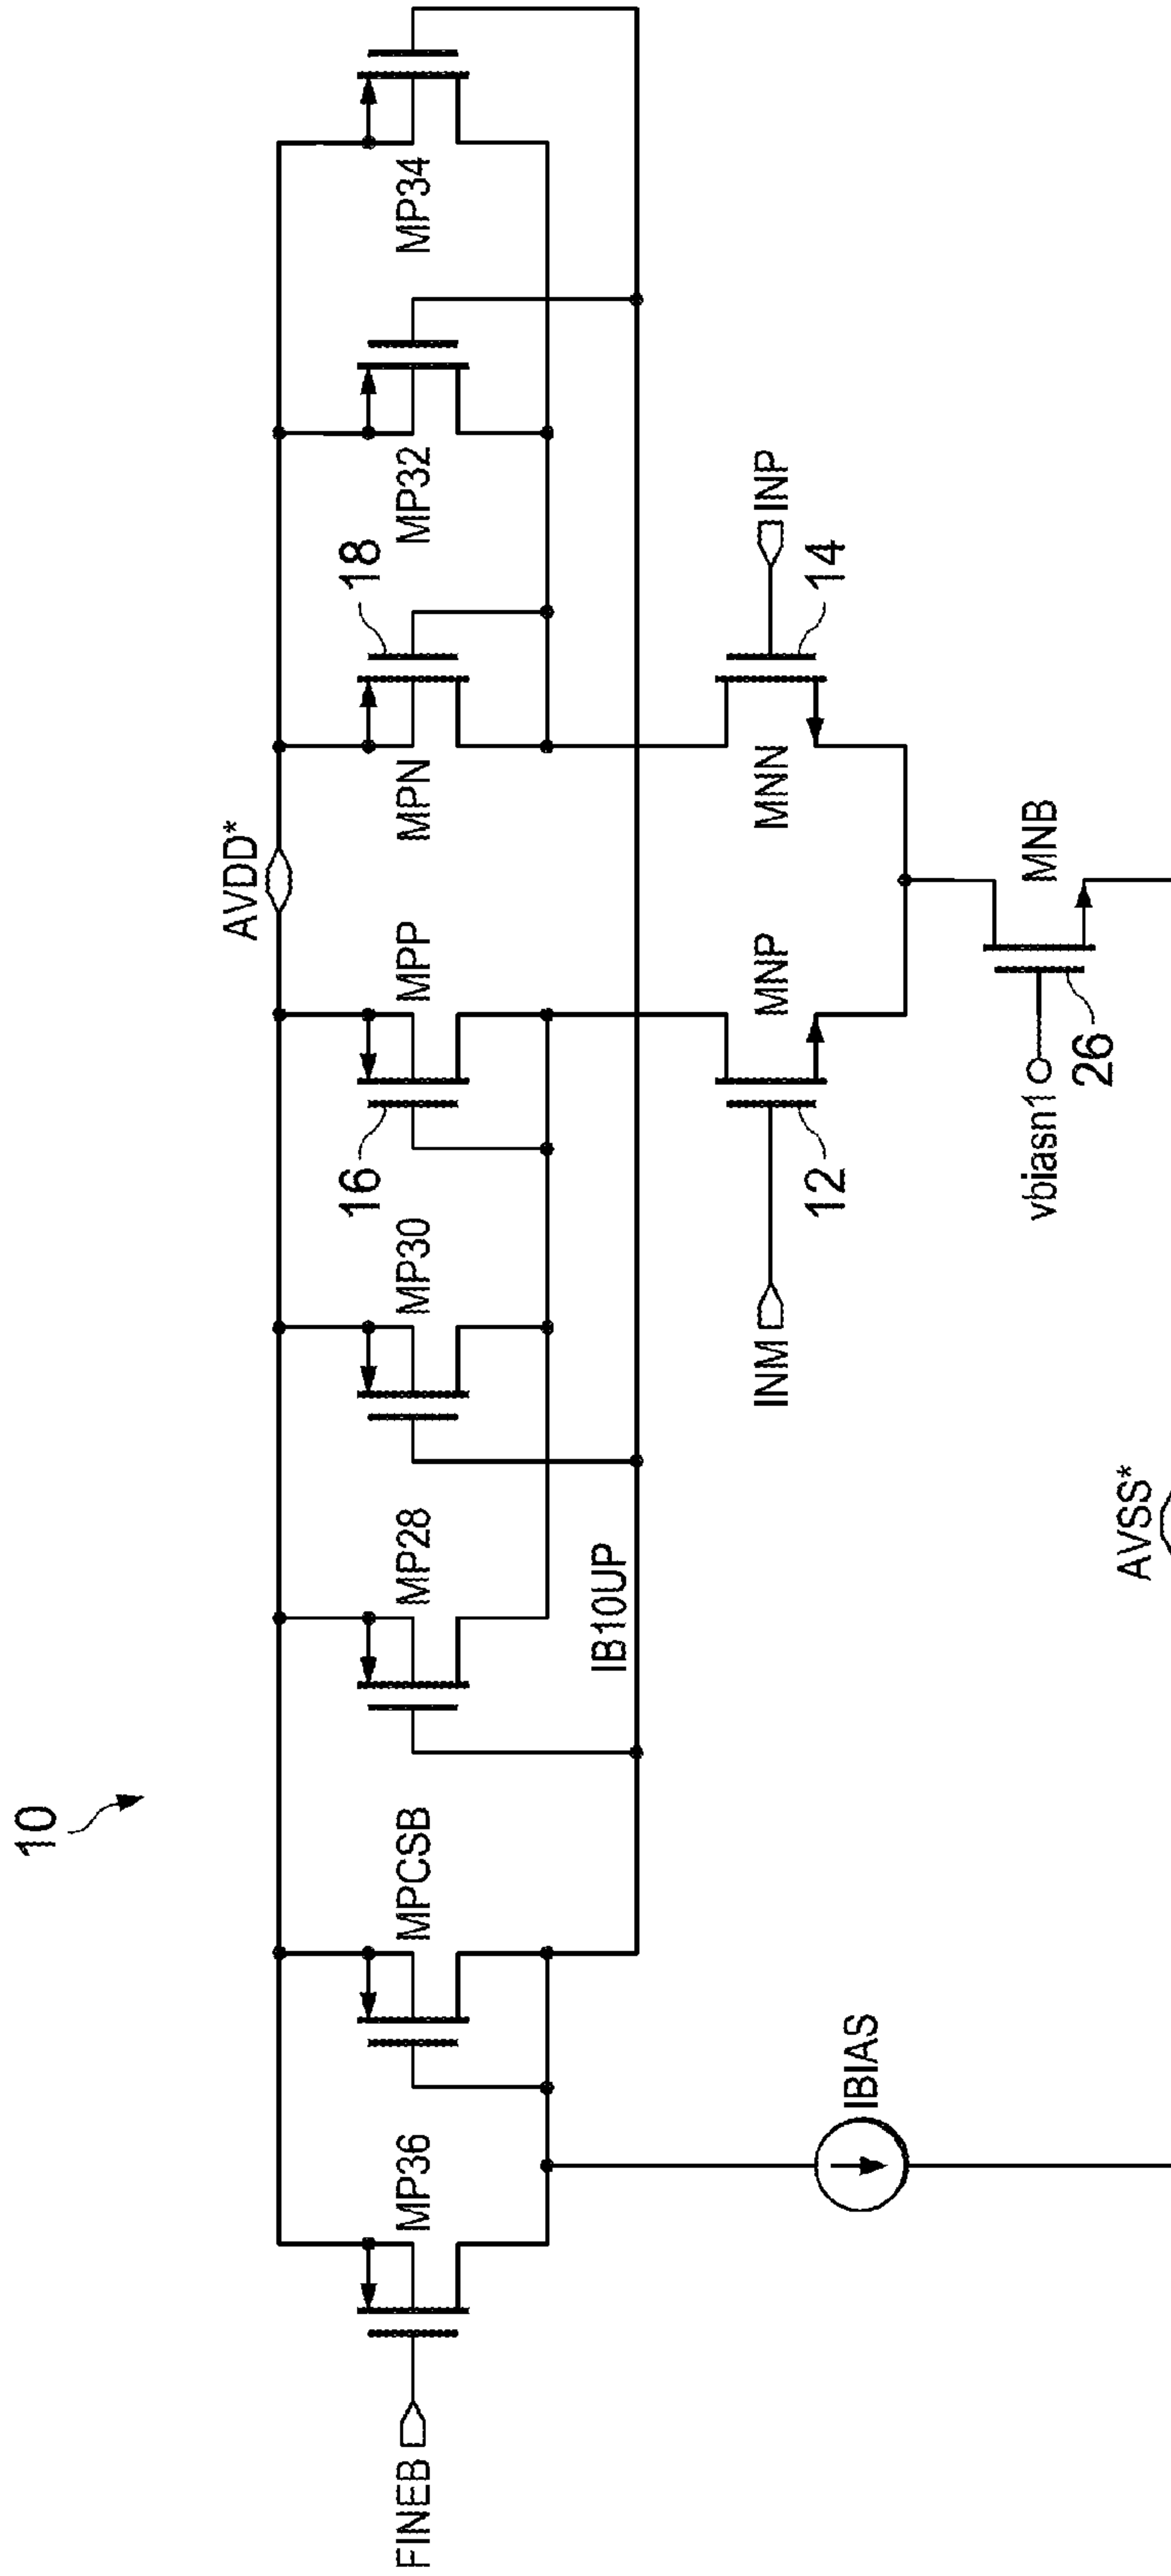 10
AVDD*
FINEB
MP36
MPCSB
MP28
MP30
16
MPP
MPN
18
MP32
MP34
IB10UP
IBIAS
INM
12
MNP
MNN
14
INP
vbiasn1
26
MNB
AVSS*